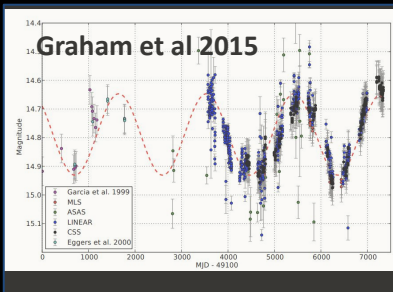 Graham et al 2015
14.4
14.5
14.6
14.7
14.8
14.9
15.0
15.1
Magnitude
Garcia et al. 1999
MLS
ASAS
LINEAR
CSS
Eggers et al. 2000
0 1000 2000 3000 4000 5000 6000 7000
MJD - 49100